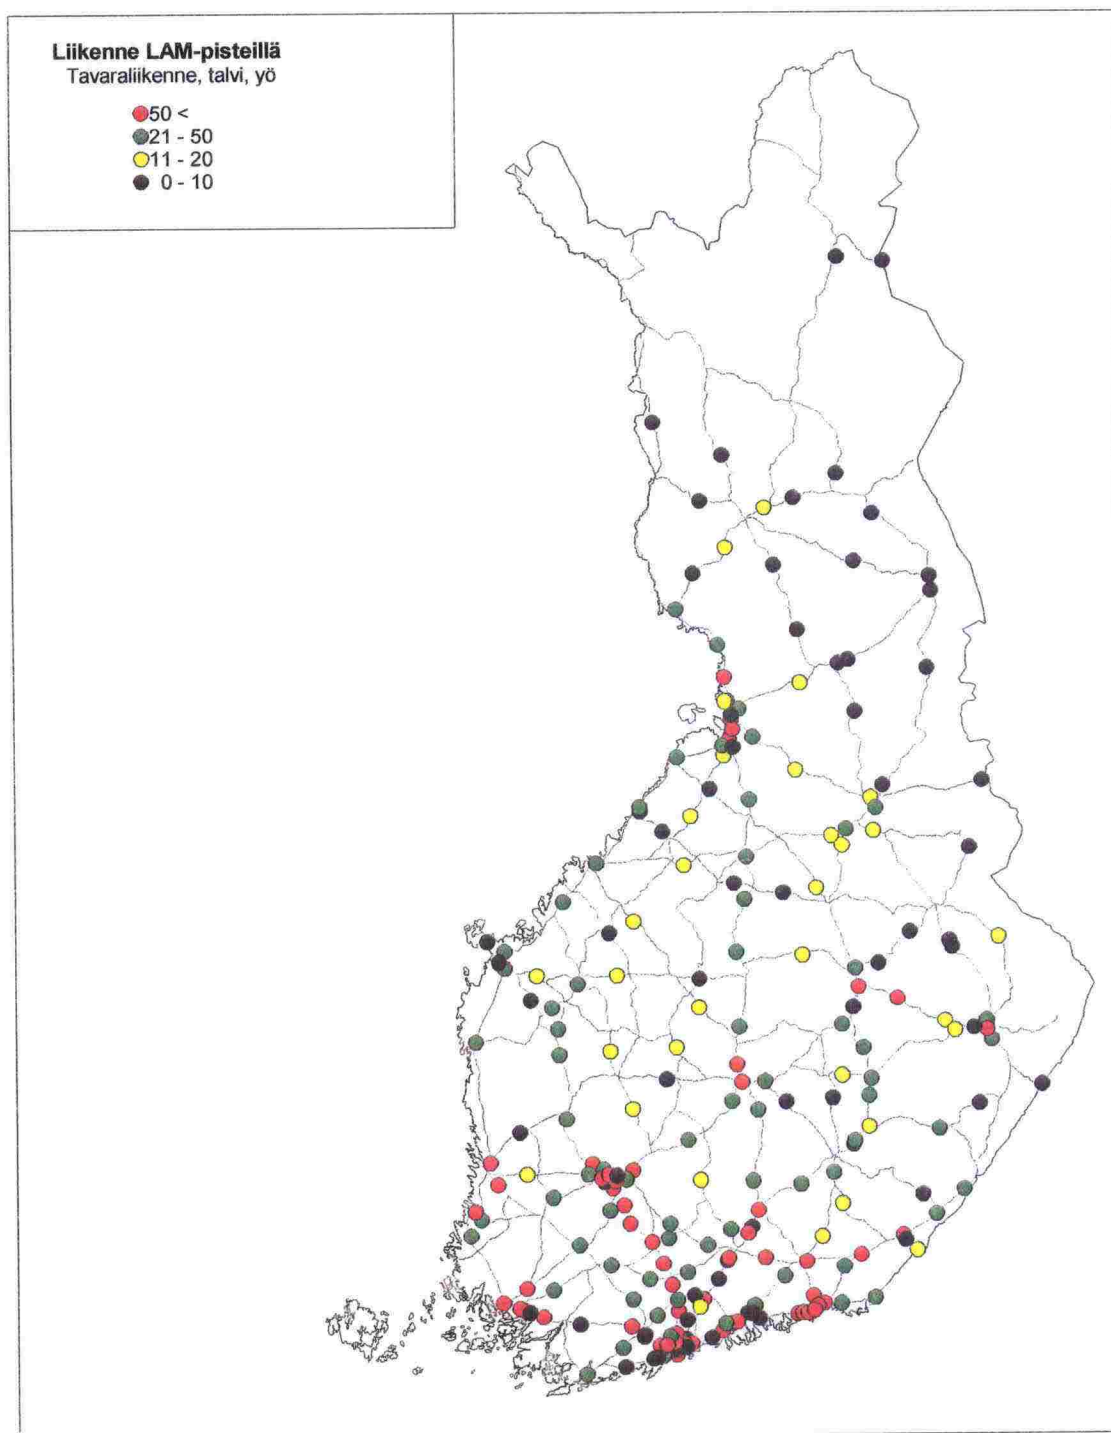 Liikenne LAM-pisteillä
Tavaraliikenne, talvi, yö
50 <
21 - 50
11 - 20
0 - 10